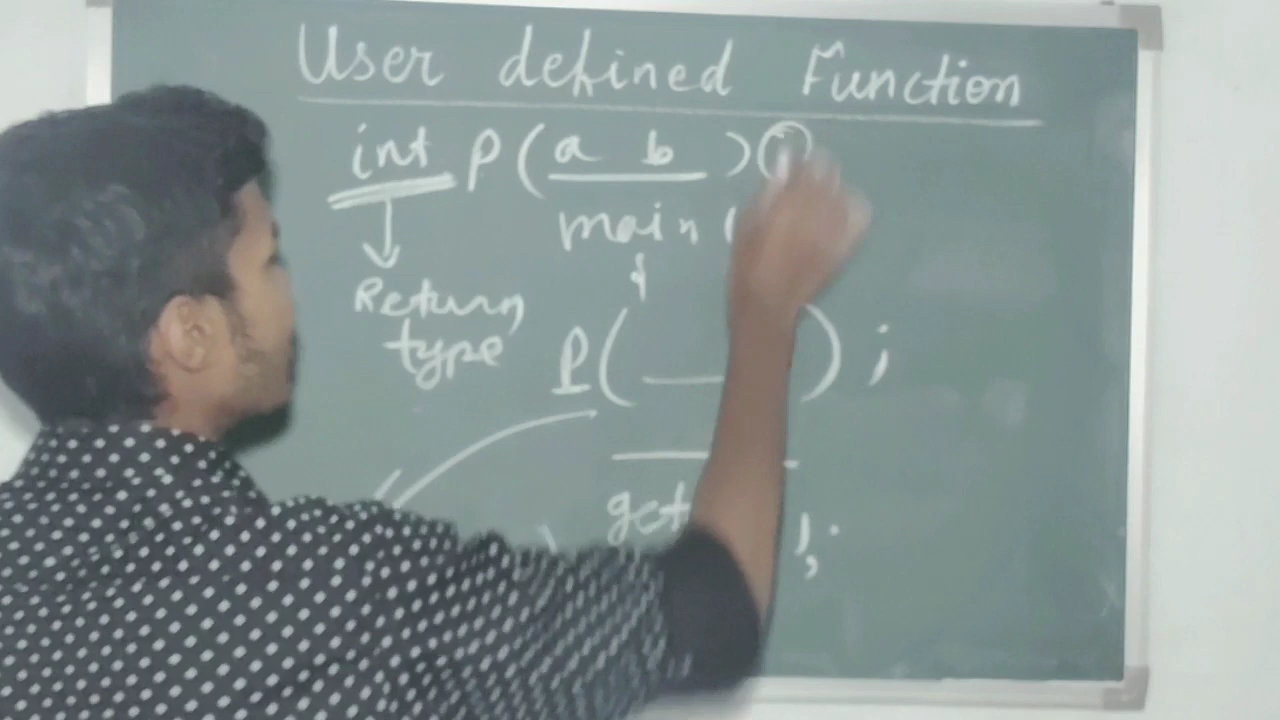 User defined Function
int P(a b);
main (
{
Return
type
P( );
get );